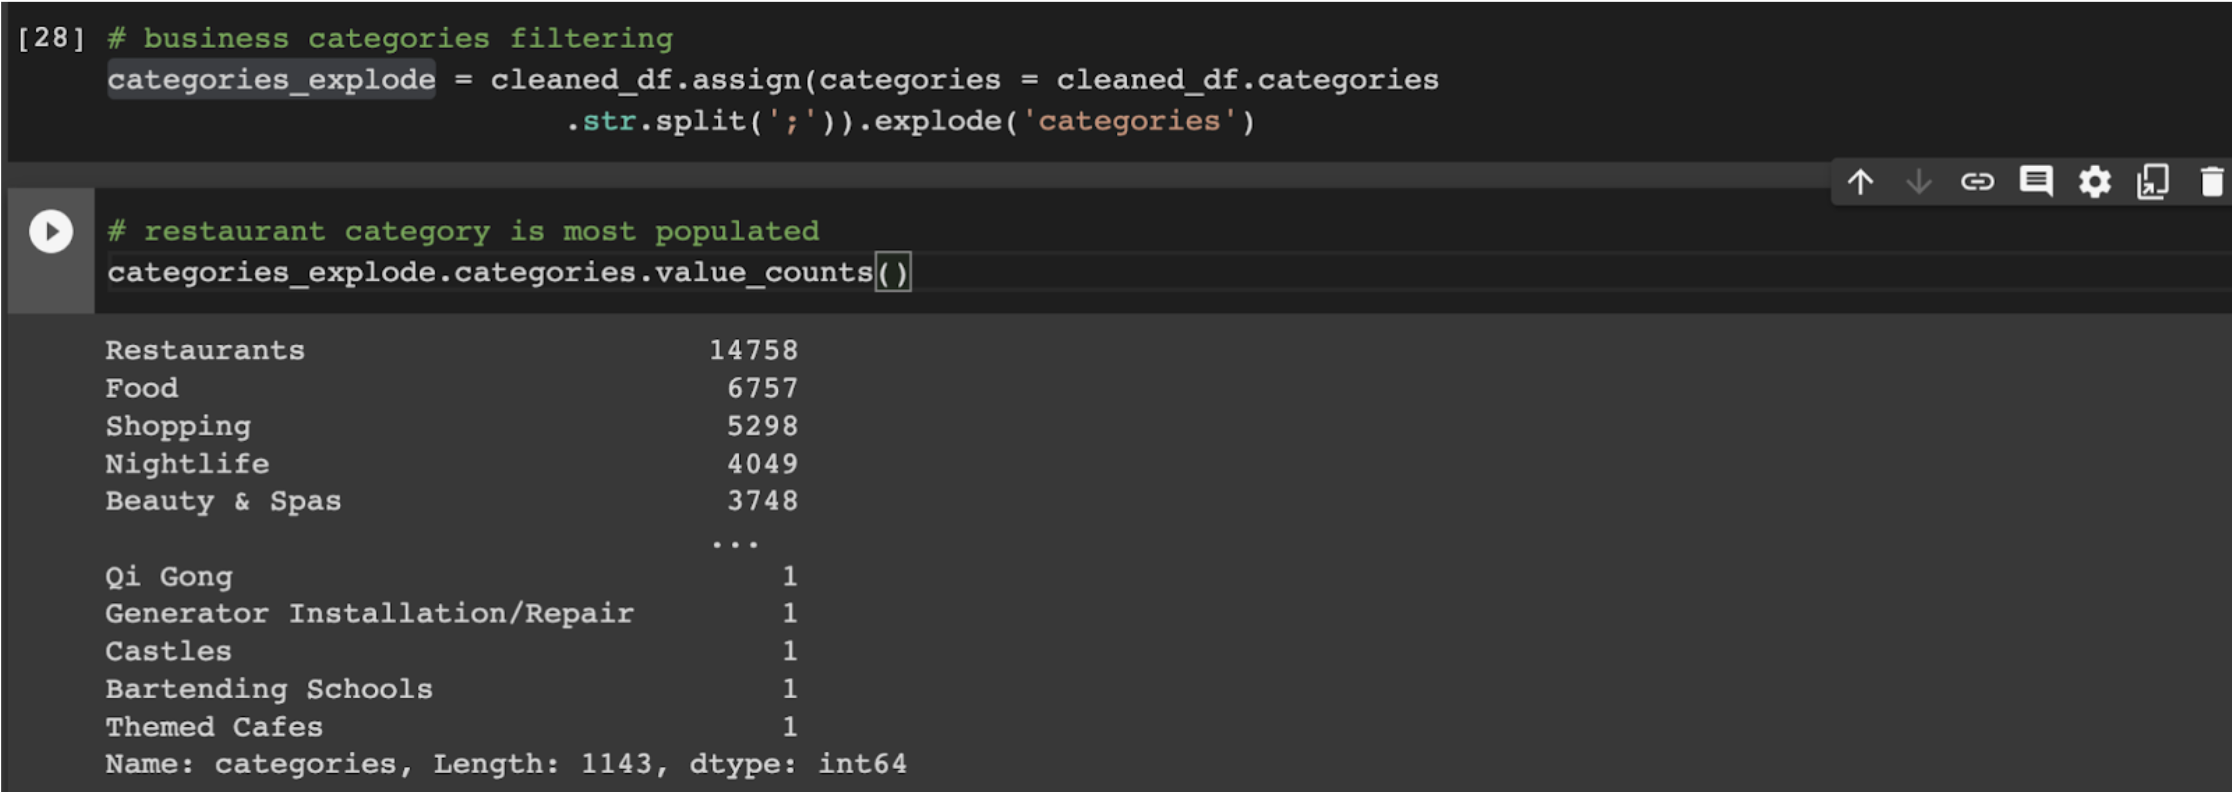 [28] # business categories filtering
categories_explode = cleaned_df.assign(categories = cleaned_df.categories
.str.split(';')).explode('categories')
# restaurant category is most populated
categories_explode.categories.value_counts()
Restaurants 14758
Food 6757
Shopping 5298
Nightlife 4049
Beauty & Spas 3748
...
Qi Gong 1
Generator Installation/Repair 1
Castles 1
Bartending Schools 1
Themed Cafes 1
Name: categories, Length: 1143, dtype: int64